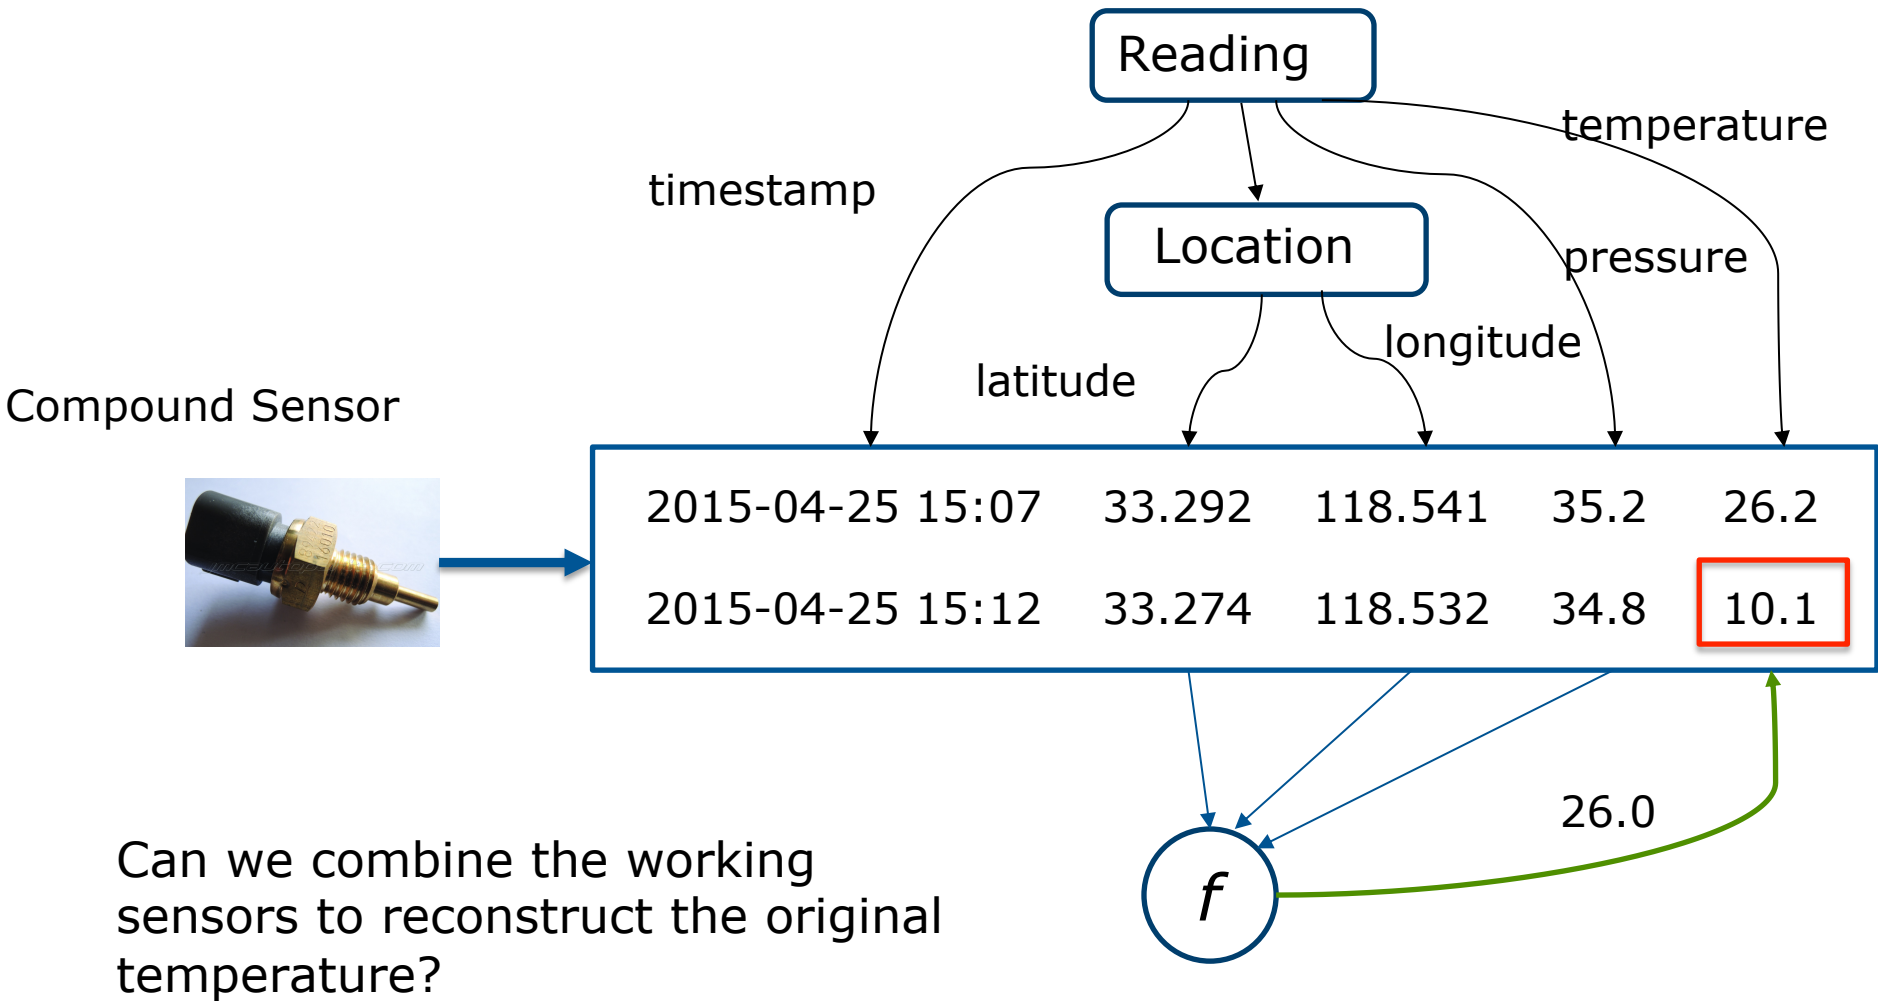 Reading
temperature
timestamp
Location
pressure
longitude
latitude
Compound Sensor
2015-04-25 15:07 33.292 118.541 35.2 26.2
2015-04-25 15:12 33.274 118.532 34.8 10.1
26.0
f
Can we combine the working
sensors to reconstruct the original
temperature?